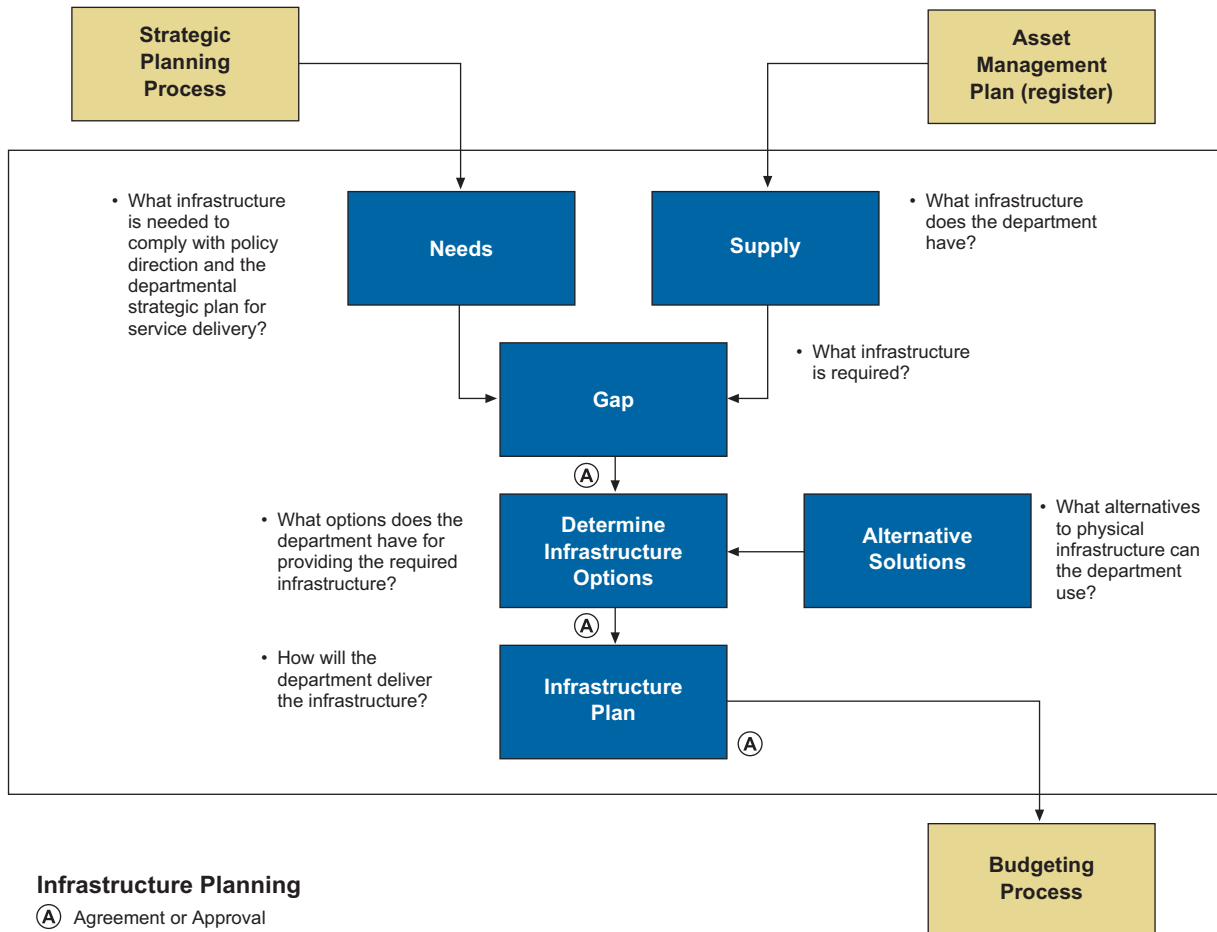 Strategic
Planning
Process
Asset
Management
Plan (register)
• What infrastructure
is needed to
comply with policy
direction and the
departmental
strategic plan for
service delivery?
Needs
Supply
• What infrastructure
does the department
have?
Gap
• What infrastructure
is required?
A
• What options does the
department have for
providing the required
infrastructure?
Determine
Infrastructure
Options
Alternative
Solutions
• What alternatives
to physical
infrastructure can
the department
use?
A
• How will the
department deliver
the infrastructure?
Infrastructure
Plan
A
Budgeting
Process
Infrastructure Planning
A Agreement or Approval